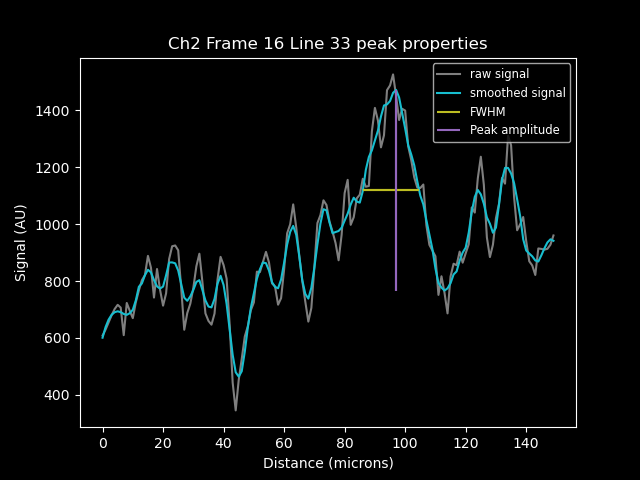 Ch2 Frame 16 Line 33 peak properties
raw signal
smoothed signal
FWHM
Peak amplitude
Signal (AU)
1400
1200
1000
800
600
400
0 20 40 60 80 100 120 140
Distance (microns)